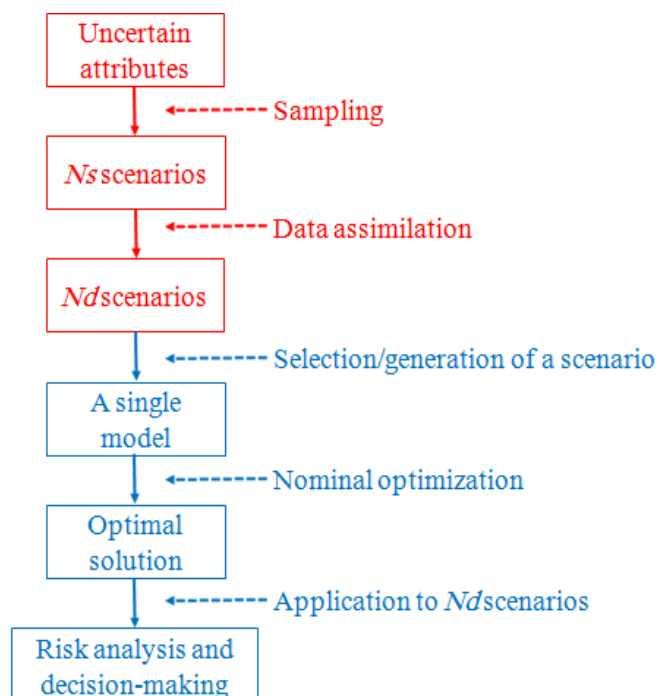 Uncertain
attributes
Sampling
Ns scenarios
Data assimilation
Nd scenarios
Selection/generation of a scenario
A single
model
Nominal optimization
Optimal
solution
Application to Nd scenarios
Risk analysis and
decision-making